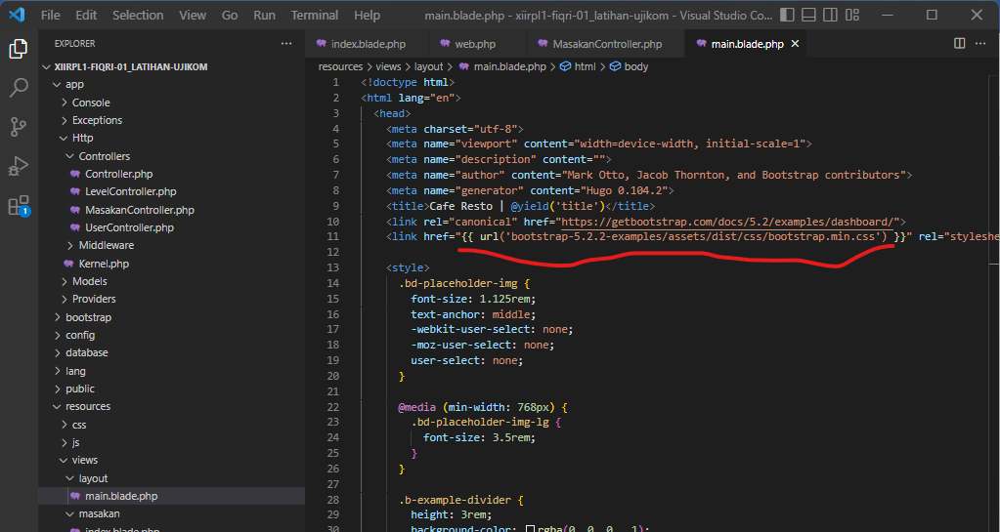 File Edit Selection View Go Run Terminal Help main.blade.php - xiirpl1-fiqri-01_latihan-ujikom - Visual Studio Co...
EXPLORER ...
index.blade.php web.php MasakanController.php main.blade.php
XIIRPL1-FIQRI-01_LATIHAN-UJIKOM
app
Console
Exceptions
Http
Controllers
Controller.php
LevelController.php
MasakanController.php
UserController.php
Middleware
Kernel.php
Models
Providers
bootstrap
config
database
lang
public
resources
css
js
views
layout
main.blade.php
masakan
index.blade.php
1
resources > views > layout > main.blade.php > html > body
1 <!doctype html>
2 <html lang="en">
3 <head>
4 <meta charset="utf-8">
5 <meta name="viewport" content="width=device-width, initial-scale=1">
6 <meta name="description" content="">
7 <meta name="author" content="Mark Otto, Jacob Thornton, and Bootstrap contributors">
8 <meta name="generator" content="Hugo 0.104.2">
9 <title>Cafe Resto | @yield('title')</title>
10 <link rel="canonical" href="https://getbootstrap.com/docs/5.2/examples/dashboard/">
11 <link href="{{ url('bootstrap-5.2.2-examples/assets/dist/css/bootstrap.min.css') }}" rel="styleshe
12
13 <style>
14 .bd-placeholder-img {
15 font-size: 1.125rem;
16 text-anchor: middle;
17 -webkit-user-select: none;
18 -moz-user-select: none;
19 user-select: none;
20 }
21
22 @media (min-width: 768px) {
23 .bd-placeholder-img-lg {
24 font-size: 3.5rem;
25 }
26 }
27
28 .b-example-divider {
29 height: 3rem;
30 background-color: rgba(0, 0, 0, .1);